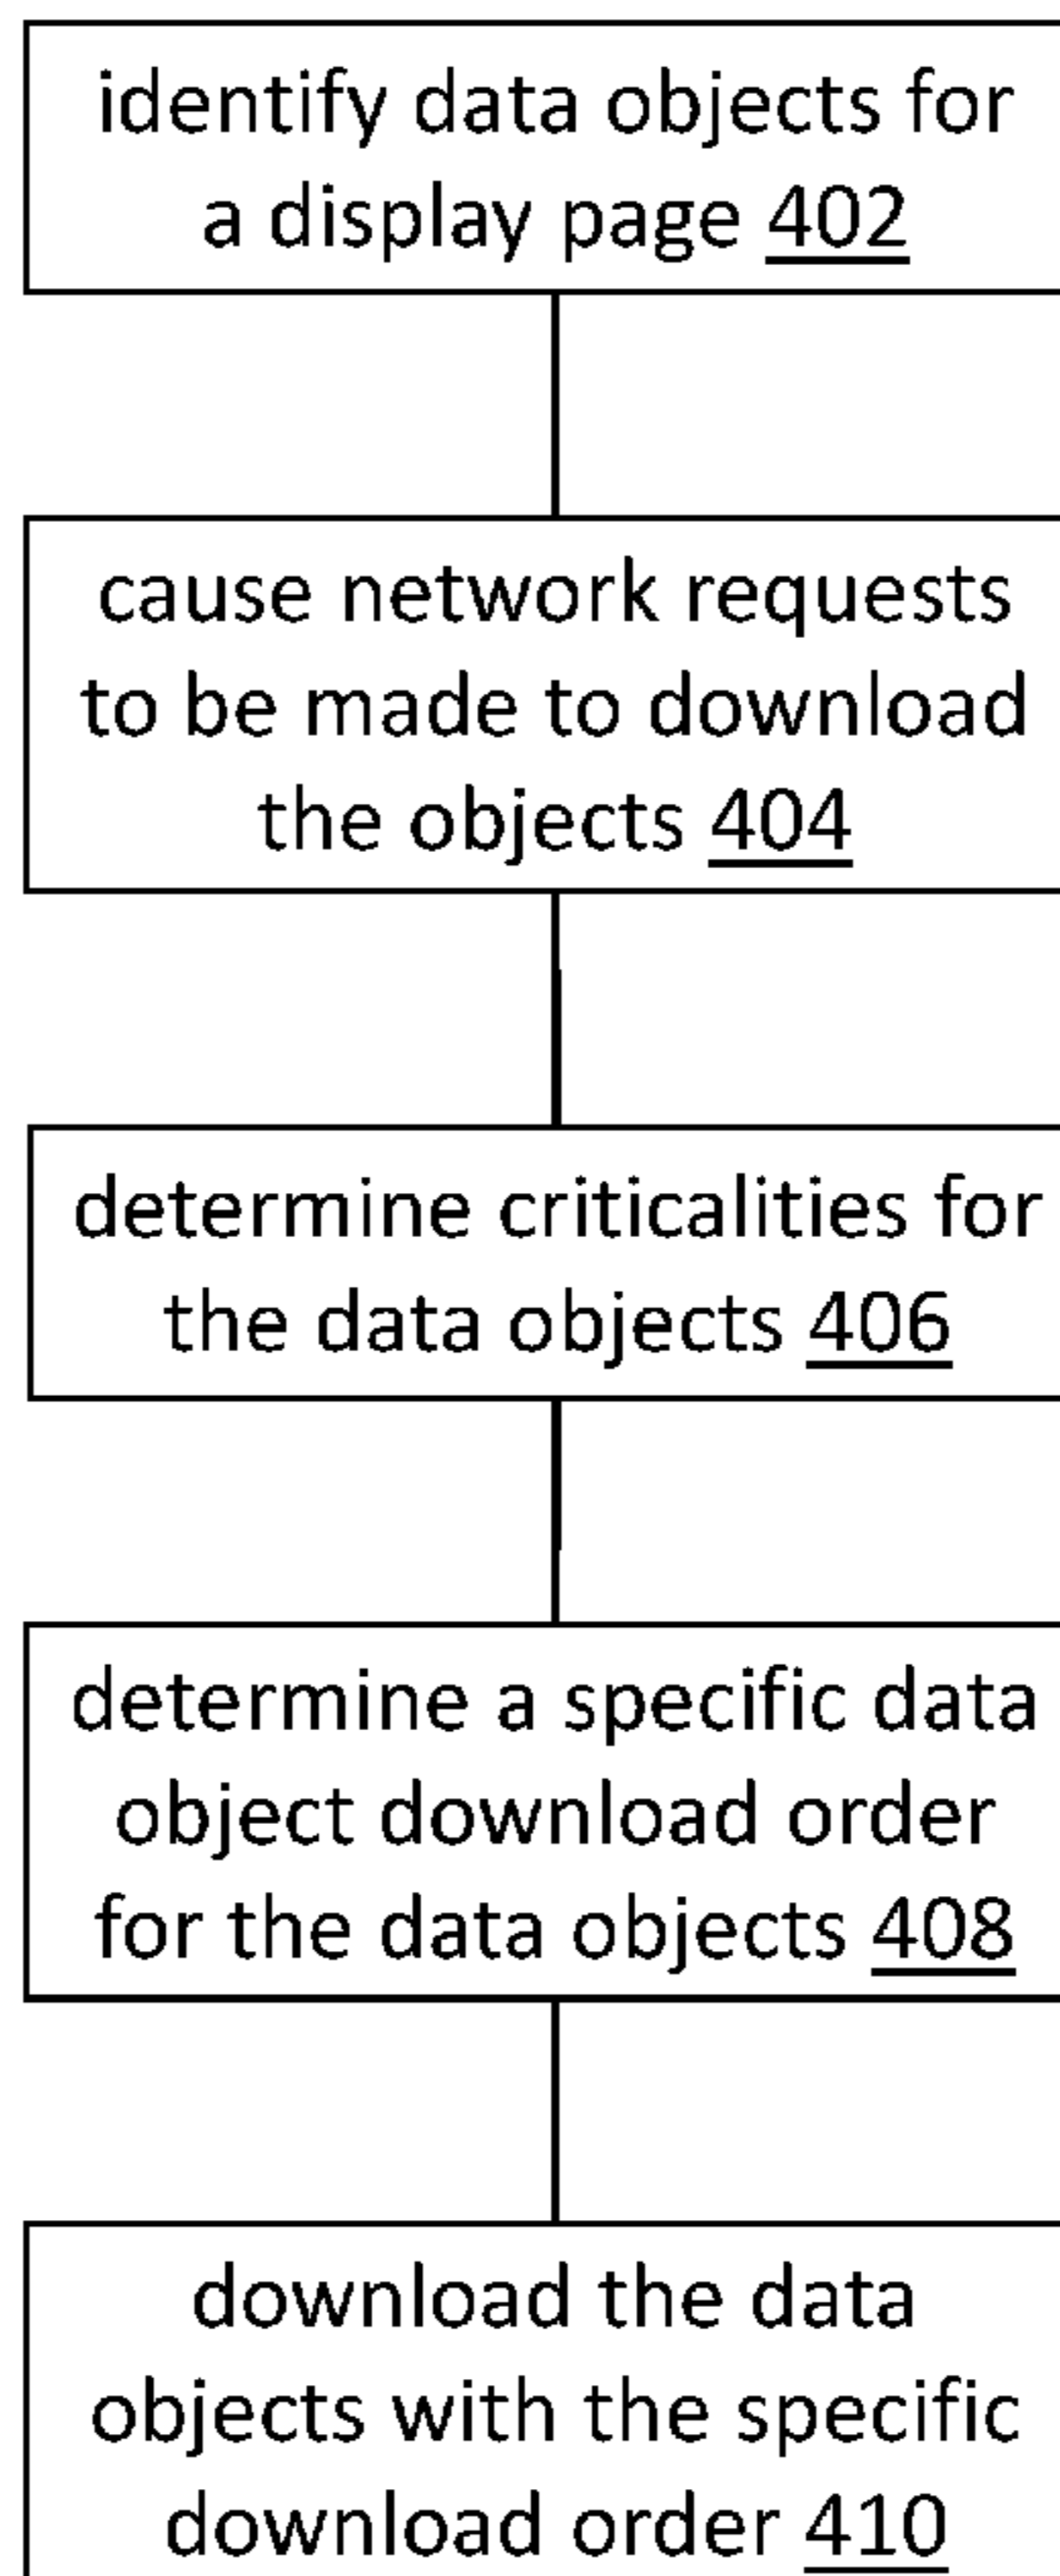 identify data objects for
a display page 402
cause network requests
to be made to download
the objects 404
determine criticalities for
the data objects 406
determine a specific data
object download order
for the data objects 408
download the data
objects with the specific
download order 410